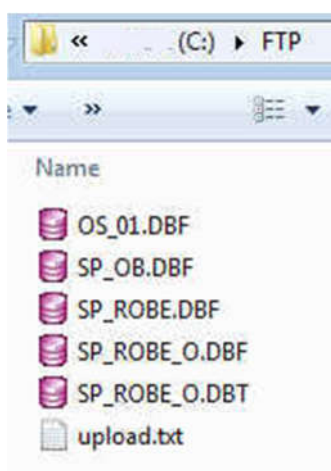 « (C:) ▸ FTP
»
Name
OS_01.DBF
SP_OB.DBF
SP_ROBE.DBF
SP_ROBE_O.DBF
SP_ROBE_O.DBT
upload.txt